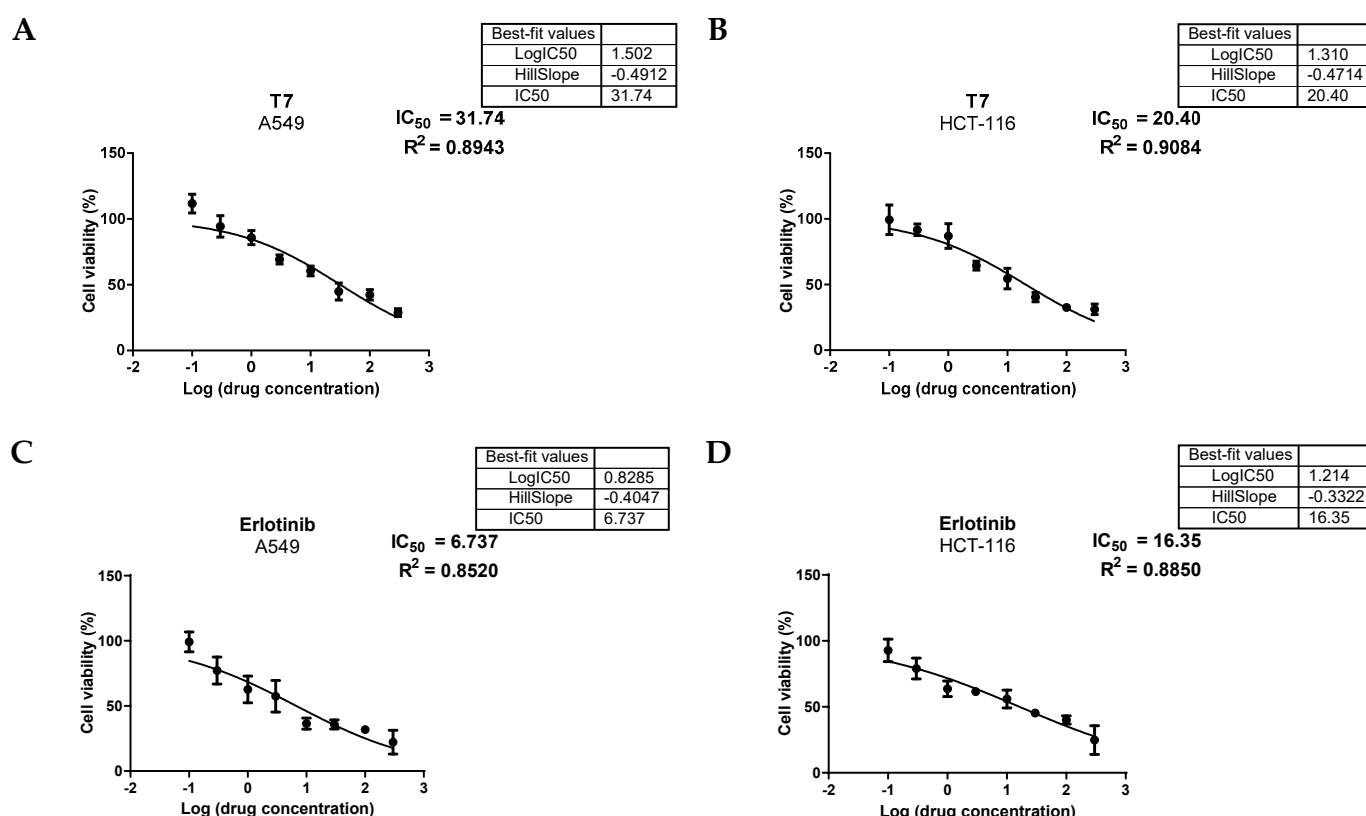 A
Best-fit values
LogIC50 1.502
HillSlope -0.4912
IC50 31.74
T7
A549
IC50 = 31.74
R2 = 0.8943
150
100
50
0
Cell viability (%)
-2 -1 0 1 2 3
Log (drug concentration)
B
Best-fit values
LogIC50 1.310
HillSlope -0.4714
IC50 20.40
T7
HCT-116
IC50 = 20.40
R2 = 0.9084
150
100
50
0
Cell viability (%)
-2 -1 0 1 2 3
Log (drug concentration)
C
Best-fit values
LogIC50 0.8285
HillSlope -0.4047
IC50 6.737
Erlotinib
A549
IC50 = 6.737
R2 = 0.8520
150
100
50
0
Cell viability (%)
-2 -1 0 1 2 3
Log (drug concentration)
D
Best-fit values
LogIC50 1.214
HillSlope -0.3322
IC50 16.35
Erlotinib
HCT-116
IC50 = 16.35
R2 = 0.8850
150
100
50
0
Cell viability (%)
-2 -1 0 1 2 3
Log (drug concentration)